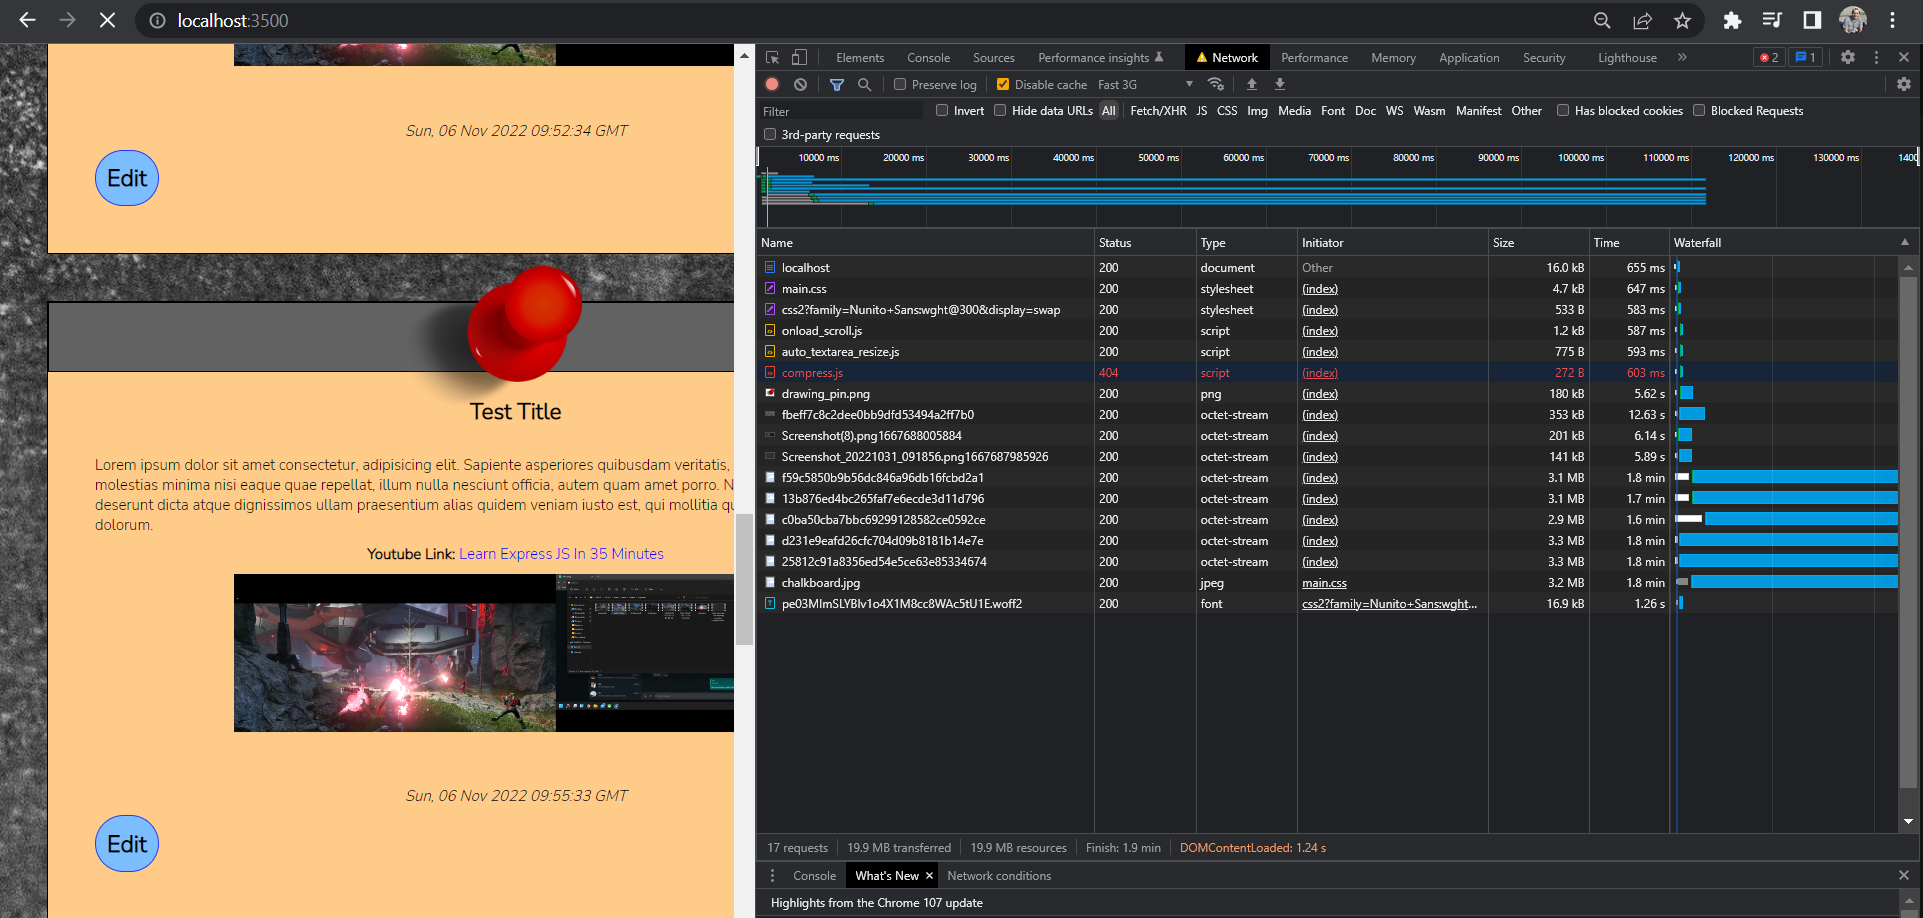 localhost:3500
Sun, 06 Nov 2022 09:52:34 GMT
Edit
Test Title
Lorem ipsum dolor sit amet consectetur, adipisicing elit. Sapiente asperiores quibusdam veritatis,
molestias minima nisi eaque quae repellat, illum nulla nesciunt officia, autem quam amet porro. N
deserunt dicta atque dignissimos ullam praesentium alias quidem veniam iusto est, qui mollitia qu
dolorum.
Youtube Link: Learn Express JS In 35 Minutes
Sun, 06 Nov 2022 09:55:33 GMT
Edit
Elements Console Sources Performance insights Network Performance Memory Application Security Lighthouse » 2 1
Preserve log Disable cache Fast 3G
Filter Invert Hide data URLs All Fetch/XHR JS CSS Img Media Font Doc WS Wasm Manifest Other Has blocked cookies Blocked Requests
3rd-party requests
10000 ms 20000 ms 30000 ms 40000 ms 50000 ms 60000 ms 70000 ms 80000 ms 90000 ms 100000 ms 110000 ms 120000 ms 130000 ms 1400
Name Status Type Initiator Size Time Waterfall
localhost 200 document Other 16.0 kB 655 ms
main.css 200 stylesheet (index) 4.7 kB 647 ms
css2?family=Nunito+Sans:wght@300&display=swap 200 stylesheet (index) 533 B 583 ms
onload_scroll.js 200 script (index) 1.2 kB 587 ms
auto_textarea_resize.js 200 script (index) 775 B 593 ms
compress.js 404 script (index) 272 B 603 ms
drawing_pin.png 200 png (index) 180 kB 5.62 s
fbeff7c8c2dee0bb9dfd53494a2ff7b0 200 octet-stream (index) 353 kB 12.63 s
Screenshot(8).png1667688005884 200 octet-stream (index) 201 kB 6.14 s
Screenshot_20221031_091856.png1667687985926 200 octet-stream (index) 141 kB 5.89 s
f59c5850b9b56dc846a96db16fcbd2a1 200 octet-stream (index) 3.1 MB 1.8 min
13b876ed4bc265faf7e6ecde3d11d796 200 octet-stream (index) 3.1 MB 1.7 min
c0ba50cba7bbc69299128582ce0592ce 200 octet-stream (index) 2.9 MB 1.6 min
d231e9eafd26cfc704d09b8181b14e7e 200 octet-stream (index) 3.3 MB 1.8 min
25812c91a8356ed54e5ce63e85334674 200 octet-stream (index) 3.3 MB 1.8 min
chalkboard.jpg 200 jpeg main.css 3.2 MB 1.8 min
pe03MImSLYBIv1o4X1M8cc8WAc5tU1E.woff2 200 font css2?family=Nunito+Sans:wght... 16.9 kB 1.26 s
17 requests 19.9 MB transferred 19.9 MB resources Finish: 1.9 min DOMContentLoaded: 1.24 s
Console What's New × Network conditions
Highlights from the Chrome 107 update